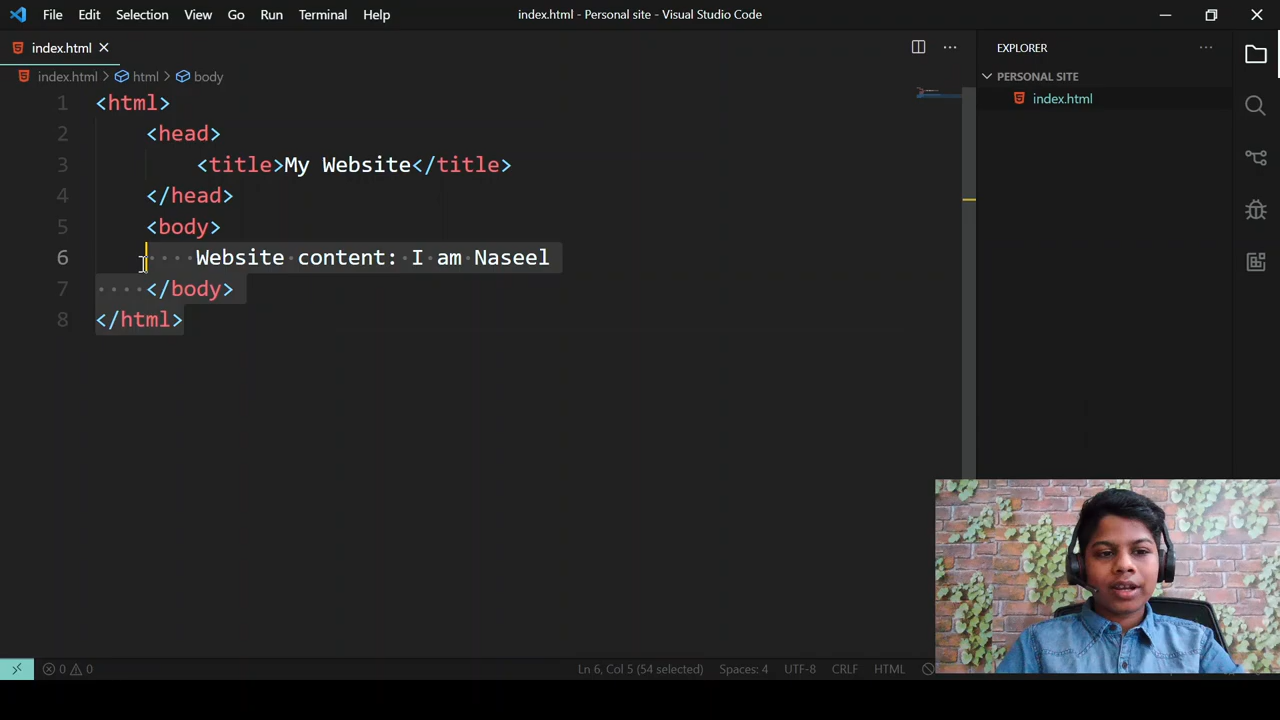 File Edit Selection View Go Run Terminal Help index.html - Personal site - Visual Studio Code
index.html
index.html > html > body
1 <html>
2 <head>
3 <title>My Website</title>
4 </head>
5 <body>
6 Website content: I am Naseel
7 </body>
8 </html>
EXPLORER
PERSONAL SITE
index.html
0 0 Ln 6, Col 5 (54 selected) Spaces: 4 UTF-8 CRLF HTML